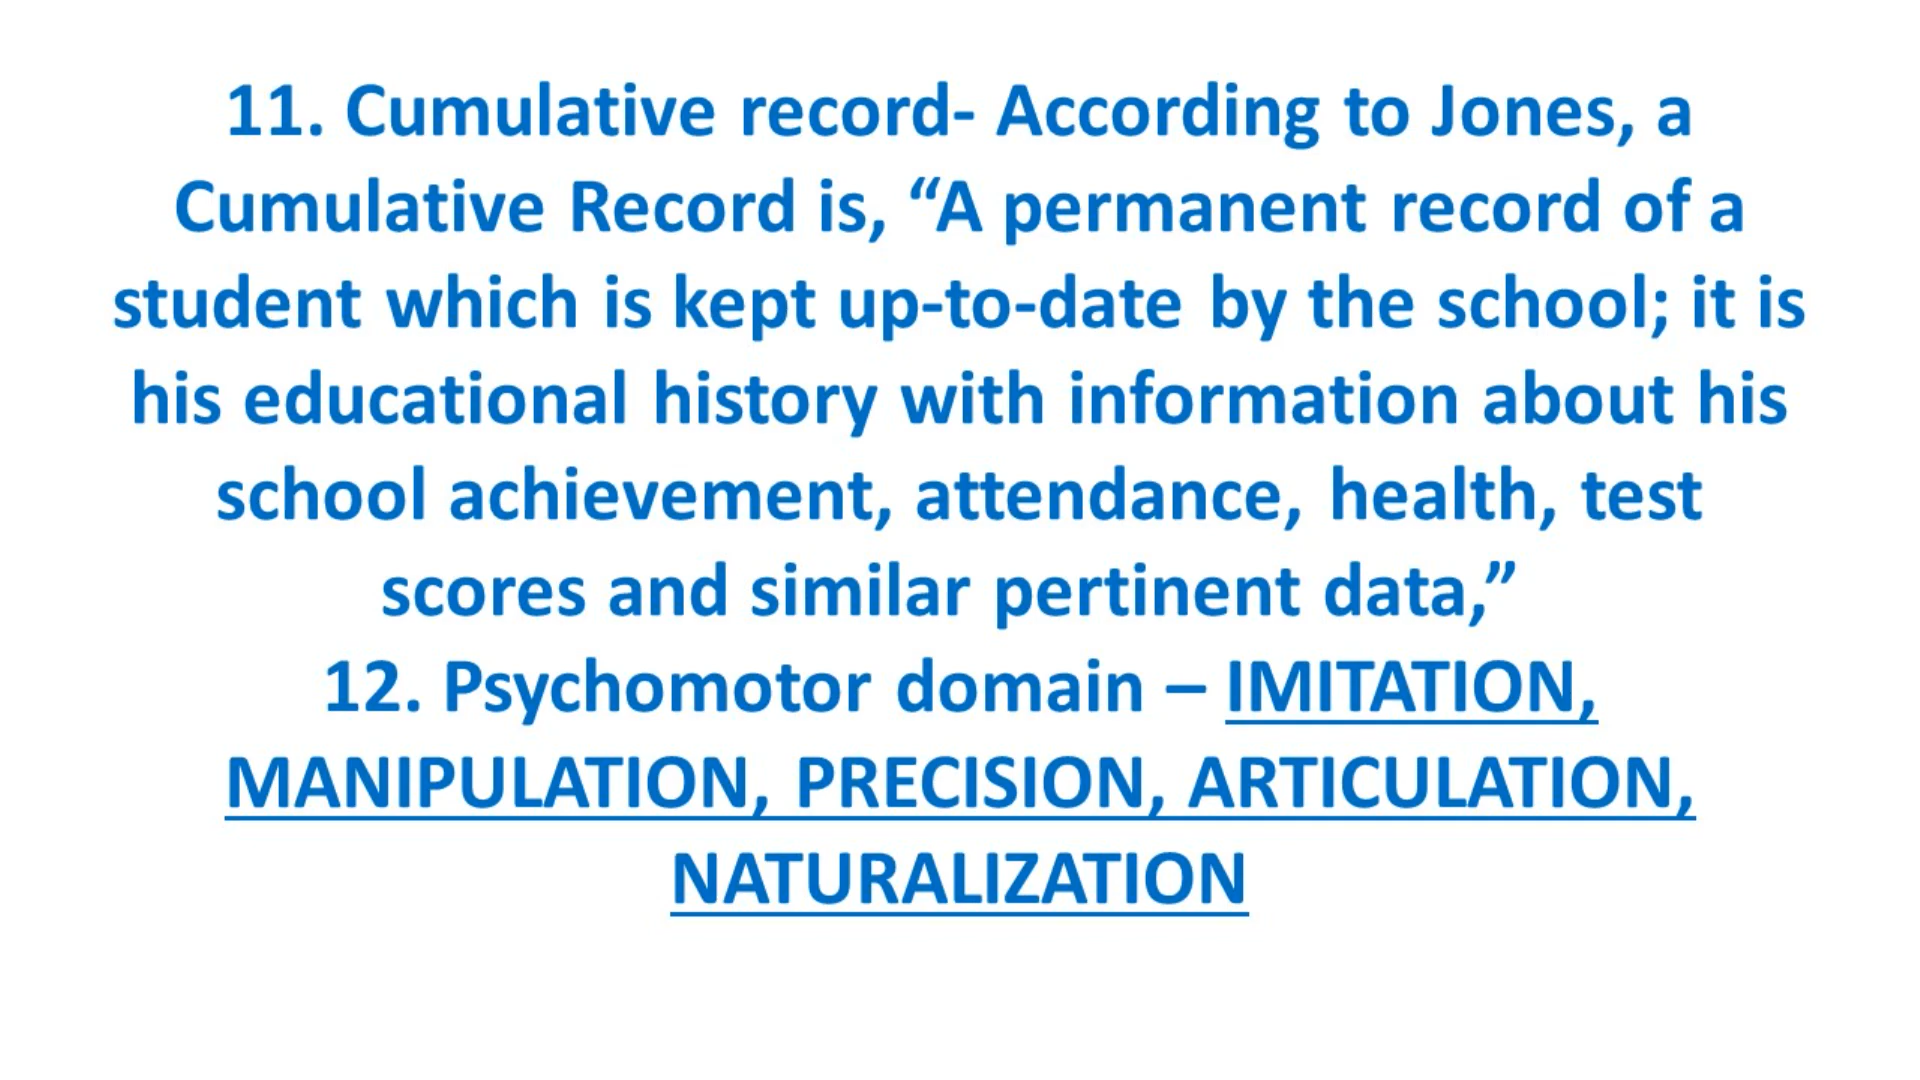 11. Cumulative record- According to Jones, a
Cumulative Record is, “A permanent record of a
student which is kept up-to-date by the school; it is
his educational history with information about his
school achievement, attendance, health, test
scores and similar pertinent data,”
12. Psychomotor domain – IMITATION,
MANIPULATION, PRECISION, ARTICULATION,
NATURALIZATION